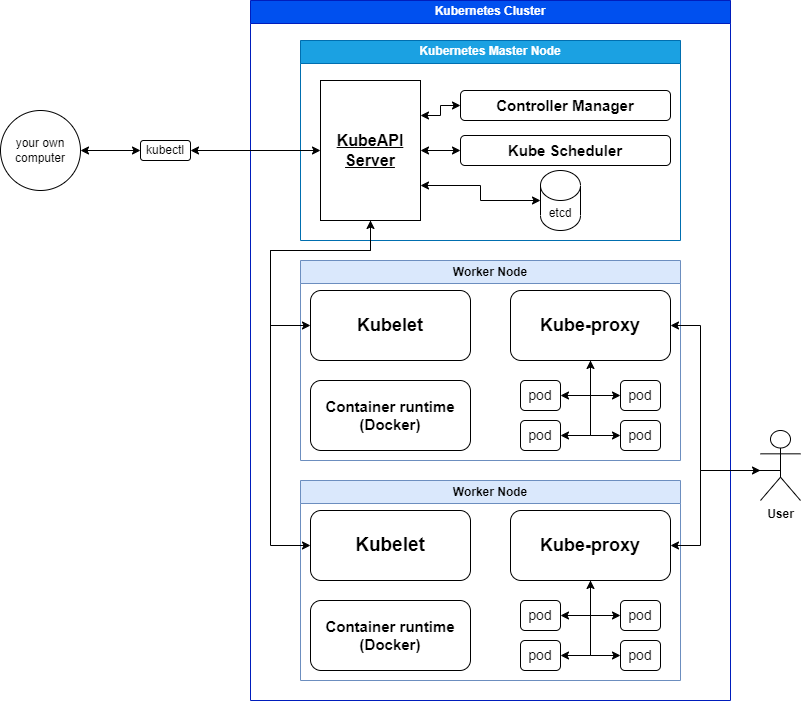 Kubernetes Cluster
Kubernetes Master Node
your own
computer
kubectl
KubeAPI
Server
Controller Manager
Kube Scheduler
etcd
Worker Node
Kubelet
Kube-proxy
Container runtime
(Docker)
pod
pod
pod
pod
User
Worker Node
Kubelet
Kube-proxy
Container runtime
(Docker)
pod
pod
pod
pod